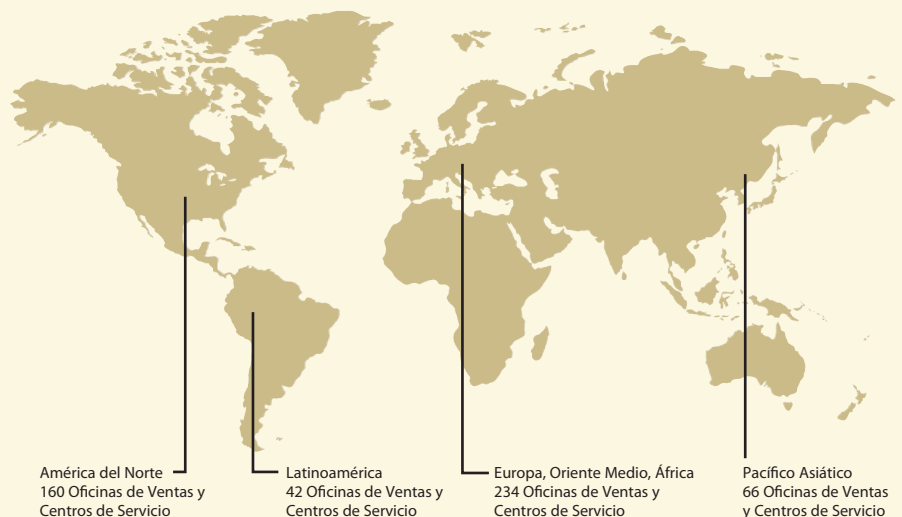 América del Norte
160 Oficinas de Ventas y
Centros de Servicio
Latinoamérica
42 Oficinas de Ventas y
Centros de Servicio
Europa, Oriente Medio, África
234 Oficinas de Ventas y
Centros de Servicio
Pacífico Asiático
66 Oficinas de Ventas
y Centros de Servicio